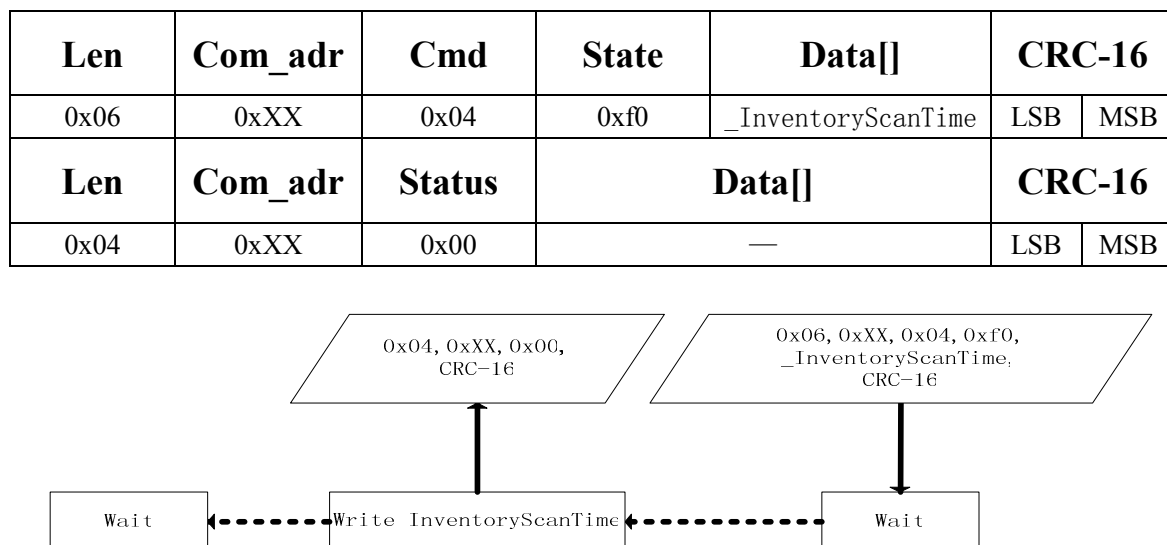 Len Com_adr Cmd State Data[] CRC-16
0x06 0xXX 0x04 0xf0 _InventoryScanTime LSB MSB
Len Com_adr Status Data[] CRC-16
0x04 0xXX 0x00 — LSB MSB
0x04, 0xXX, 0x00,
CRC-16
0x06, 0xXX, 0x04, 0xf0,
_InventoryScanTime,
CRC-16
Wait
Write InventoryScanTime
Wait